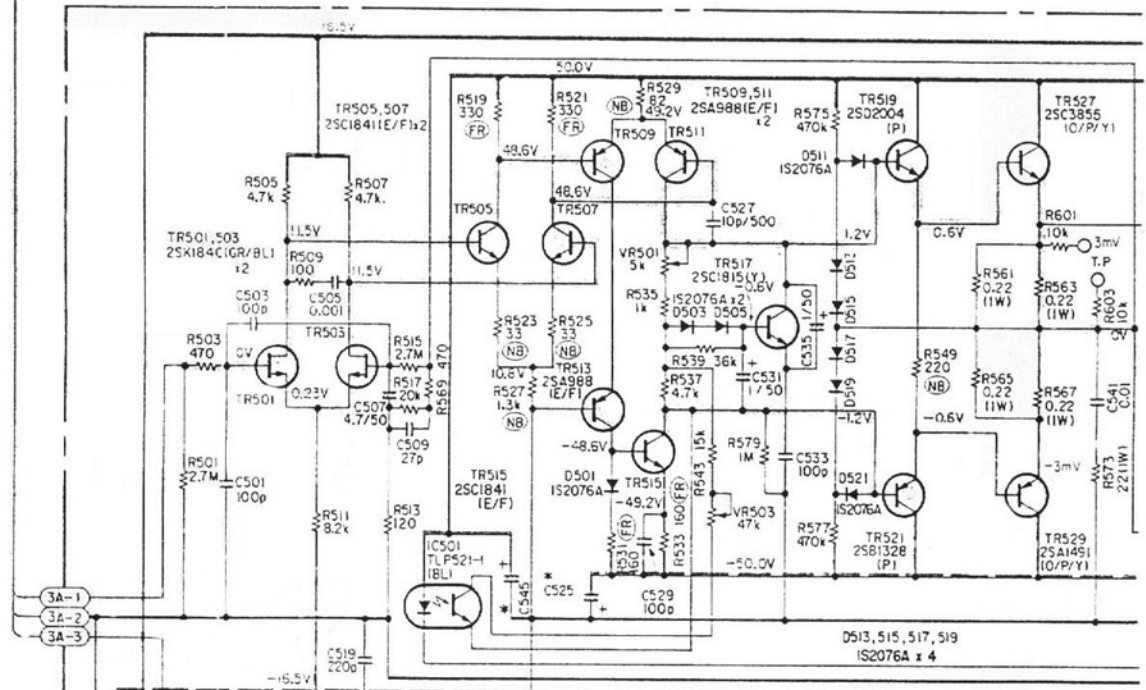 16.5V
50.0V
TR505,507
2SC1841(E/F)x2
R519
330
(FR)
R521
330
(FR)
(NB)
R529
82
49.2V
TR509,511
2SA988(E/F)
x2
R575
470k
TR519
2SD2004
(P)
TR527
2SC3855
(O/P/Y)
TR509
TR511
48.6V
D511
1S2076A
R505
4.7k
R507
4.7k
48.6V
TR505
TR507
C527
10p/500
11.5V
1.2V
0.6V
R601
10k
3mV
T.P
TR501,503
2SK184C(GR/BL)
x2
R509
100
11.5V
C505
0.001
VR501
5k
TR517
2SC1815(Y)
-0.6V
D513
R561
0.22
(1W)
R563
0.22
(1W)
R603
10k
C503
100p
R535
1k
1S2076A x2)
D503
D505
C535
1/50
D515
TR503
R503
470
0V
R515
2.7M
R523
33
(NB)
R525
33
(NB)
0V
R569
470
R539
36k
D517
10.8V
R527
1.3k
(NB)
TR513
2SA988
(E/F)
R517
20k
R537
4.7k
C531
1/50
D519
R549
220
(NB)
TR501
0.23V
C507
4.7/50
R565
0.22
(1W)
R567
0.22
(1W)
C541
0.01
C509
27p
-1.2V
-0.6V
-48.6V
R543
15k
R579
1M
C533
100p
R573
22(1W)
R501
2.7M
C501
100p
TR515
2SC1841
(E/F)
D501
1S2076A
TR515
-49.2V
D521
1S2076A
-3mV
R511
8.2k
R513
120
(FR)
R531
160(FR)
R533
VR503
47k
R577
470k
TR521
2SB1328
(P)
TR529
2SA1491
(O/P/Y)
IC501
TLP521-1
(BL)
-50.0V
*
C545
*
C525
C529
100p
3A-1
3A-2
3A-3
D513,515,517,519
1S2076A x 4
C519
220p
-16.5V